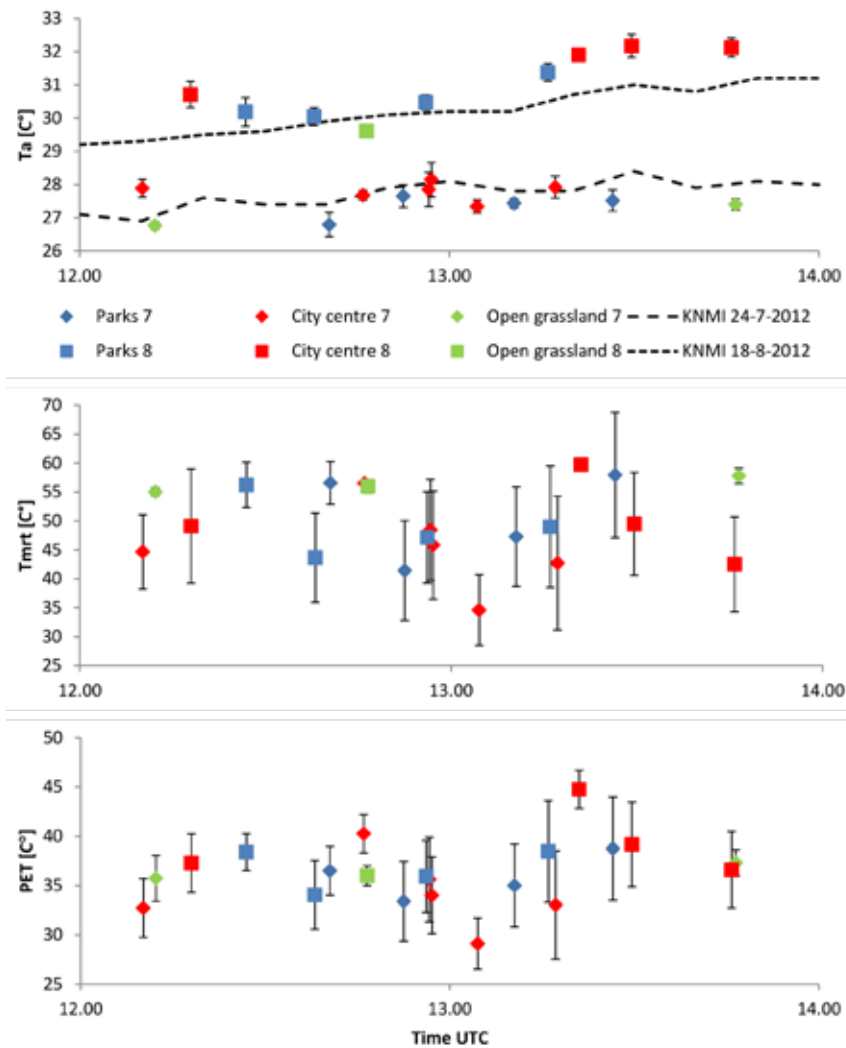 33
32
31
30
29
28
27
26
Ta [C°]
12.00 13.00 14.00
Parks 7 City centre 7 Open grassland 7 KNMI 24-7-2012
Parks 8 City centre 8 Open grassland 8 KNMI 18-8-2012
70
65
60
55
50
45
40
35
30
25
Tmrt [C°]
12.00 13.00 14.00
50
45
40
35
30
25
PET [C°]
12.00 13.00 14.00
Time UTC